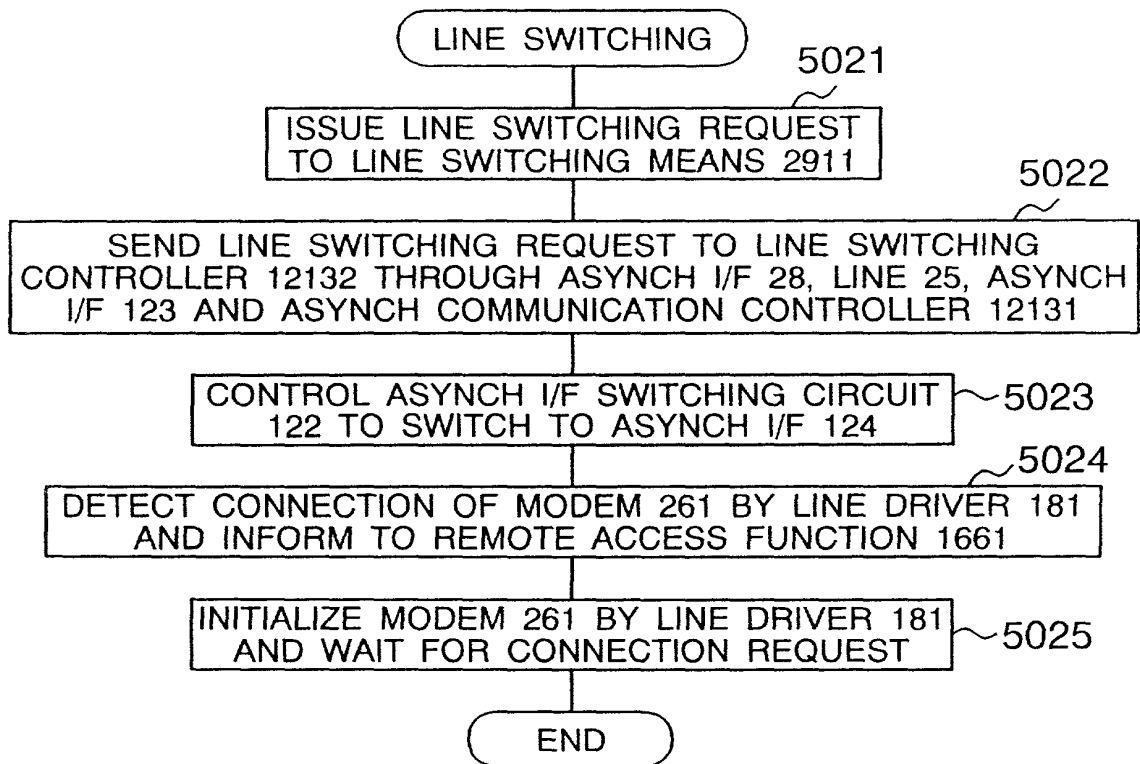 LINE SWITCHING
5021
ISSUE LINE SWITCHING REQUEST
TO LINE SWITCHING MEANS 2911
5022
SEND LINE SWITCHING REQUEST TO LINE SWITCHING
CONTROLLER 12132 THROUGH ASYNCH I/F 28, LINE 25, ASYNCH
I/F 123 AND ASYNCH COMMUNICATION CONTROLLER 12131
CONTROL ASYNCH I/F SWITCHING CIRCUIT
122 TO SWITCH TO ASYNCH I/F 124
5023
5024
DETECT CONNECTION OF MODEM 261 BY LINE DRIVER 181
AND INFORM TO REMOTE ACCESS FUNCTION 1661
INITIALIZE MODEM 261 BY LINE DRIVER 181
AND WAIT FOR CONNECTION REQUEST
5025
END